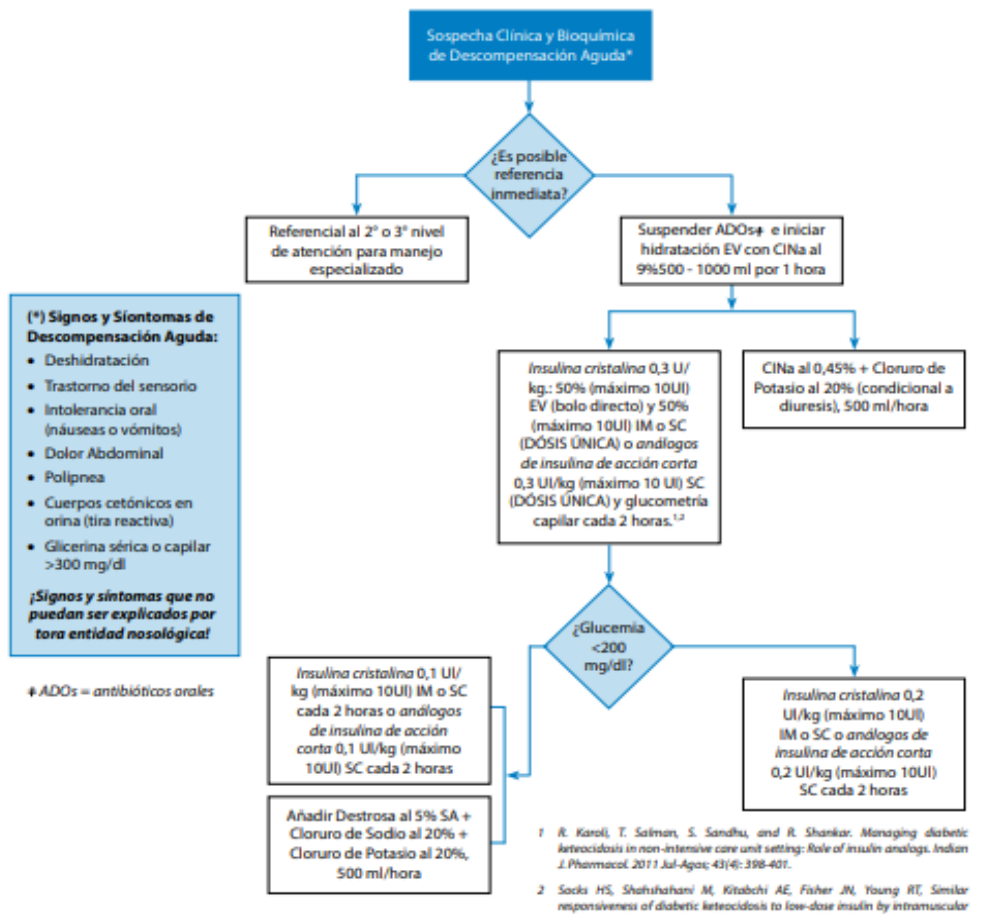 Sospecha Clínica y Bioquímica
de Descompensación Aguda*
¿Es posible
referencia
inmediata?
Referencial al 2° o 3° nivel
de atención para manejo
especializado
Suspender ADOs⸎ e iniciar
hidratación EV con ClNa al
9%500 - 1000 ml por 1 hora
(*) Signos y Síontomas de
Descompensación Aguda:
• Deshidratación
• Trastorno del sensorio
• Intolerancia oral
(náuseas o vómitos)
• Dolor Abdominal
• Polipnea
• Cuerpos cetónicos en
orina (tira reactiva)
• Glicerina sérica o capilar
>300 mg/dl
¡Signos y síntomas que no
puedan ser explicados por
tora entidad nosológica!
ADOs = antibióticos orales
Insulina cristalina 0,3 U/
kg.: 50% (máximo 10UI)
EV (bolo directo) y 50%
(máximo 10UI) IM o SC
(DÓSIS ÚNICA) o análogos
de insulina de acción corta
0,3 UI/kg (máximo 10 UI) SC
(DÓSIS ÚNICA) y glucometría
capilar cada 2 horas.1,2
ClNa al 0,45% + Cloruro de
Potasio al 20% (condicional a
diuresis), 500 ml/hora
¿Glucemia
<200
mg/dl?
Insulina cristalina 0,1 UI/
kg (máximo 10UI) IM o SC
cada 2 horas o análogos
de insulina de acción
corta 0,1 UI/kg (máximo
10UI) SC cada 2 horas
Añadir Destrosa al 5% SA +
Cloruro de Sodio al 20% +
Cloruro de Potasio al 20%,
500 ml/hora
Insulina cristalina 0,2
UI/kg (máximo 10UI)
IM o SC o análogos de
insulina de acción corta
0,2 UI/kg (máximo 10UI)
SC cada 2 horas
1 R. Karoli, T. Salman, S. Sandhu, and R. Shankar. Managing diabetic
keteocidosis in non-intensive care unit setting: Role of insulin analogs. Indian
J. Pharmacol. 2011 Jul-Agos; 43(4): 398-401.
2 Socks HS, Shahshahani M, Kitabchi AE, Fisher JN, Young RT, Similar
responsiveness of diabetic keteocidosis to low-dose insulin by intramuscular